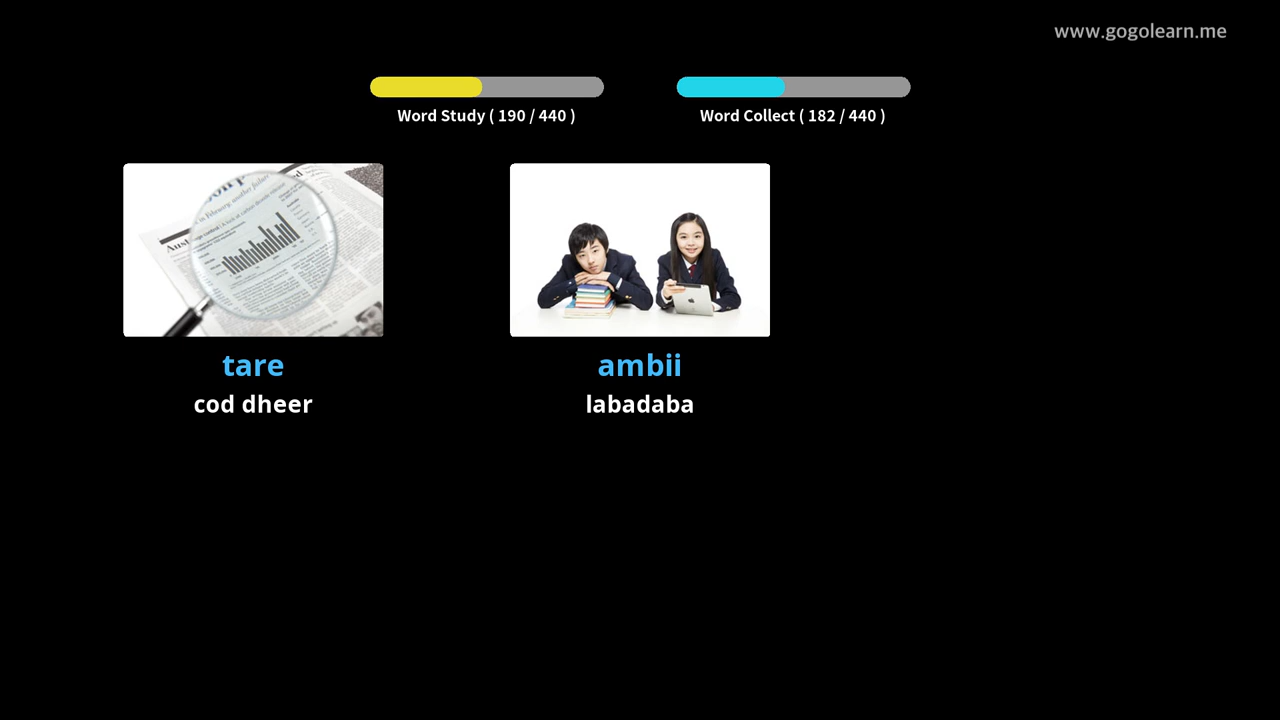 www.gogolearn.me
Word Study ( 190 / 440 )
Word Collect ( 182 / 440 )
tare
cod dheer
ambii
labadaba